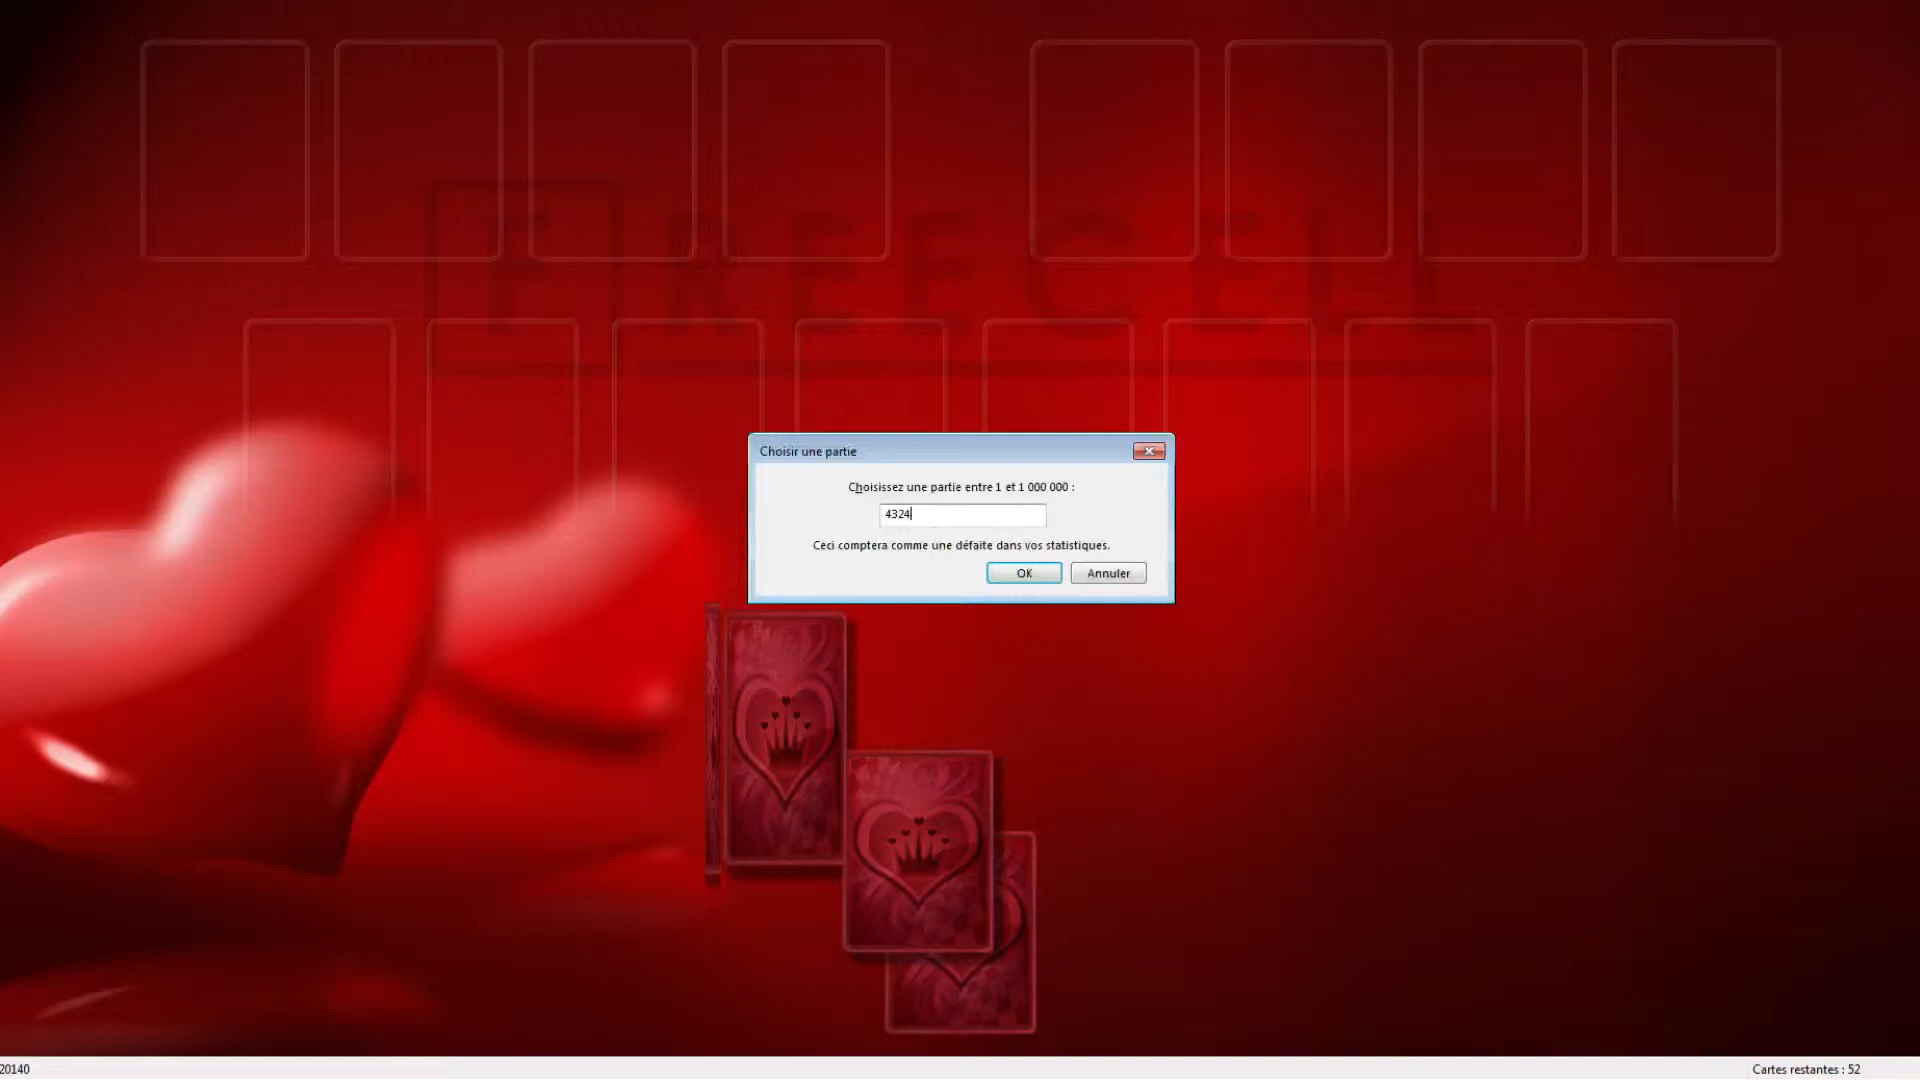 FREECELL
Choisir une partie
Choisissez une partie entre 1 et 1 000 000 :
4324
Ceci comptera comme une défaite dans vos statistiques.
OK
Annuler
20140
Cartes restantes : 52